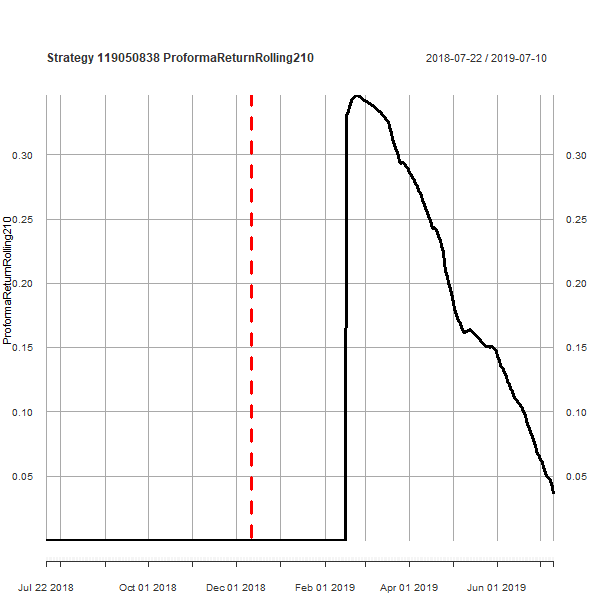 Strategy 119050838 ProformaReturnRolling210
2018-07-22 / 2019-07-10
ProformaReturnRolling210
0.30
0.25
0.20
0.15
0.10
0.05
0.30
0.25
0.20
0.15
0.10
0.05
Jul 22 2018
Oct 01 2018
Dec 01 2018
Feb 01 2019
Apr 01 2019
Jun 01 2019